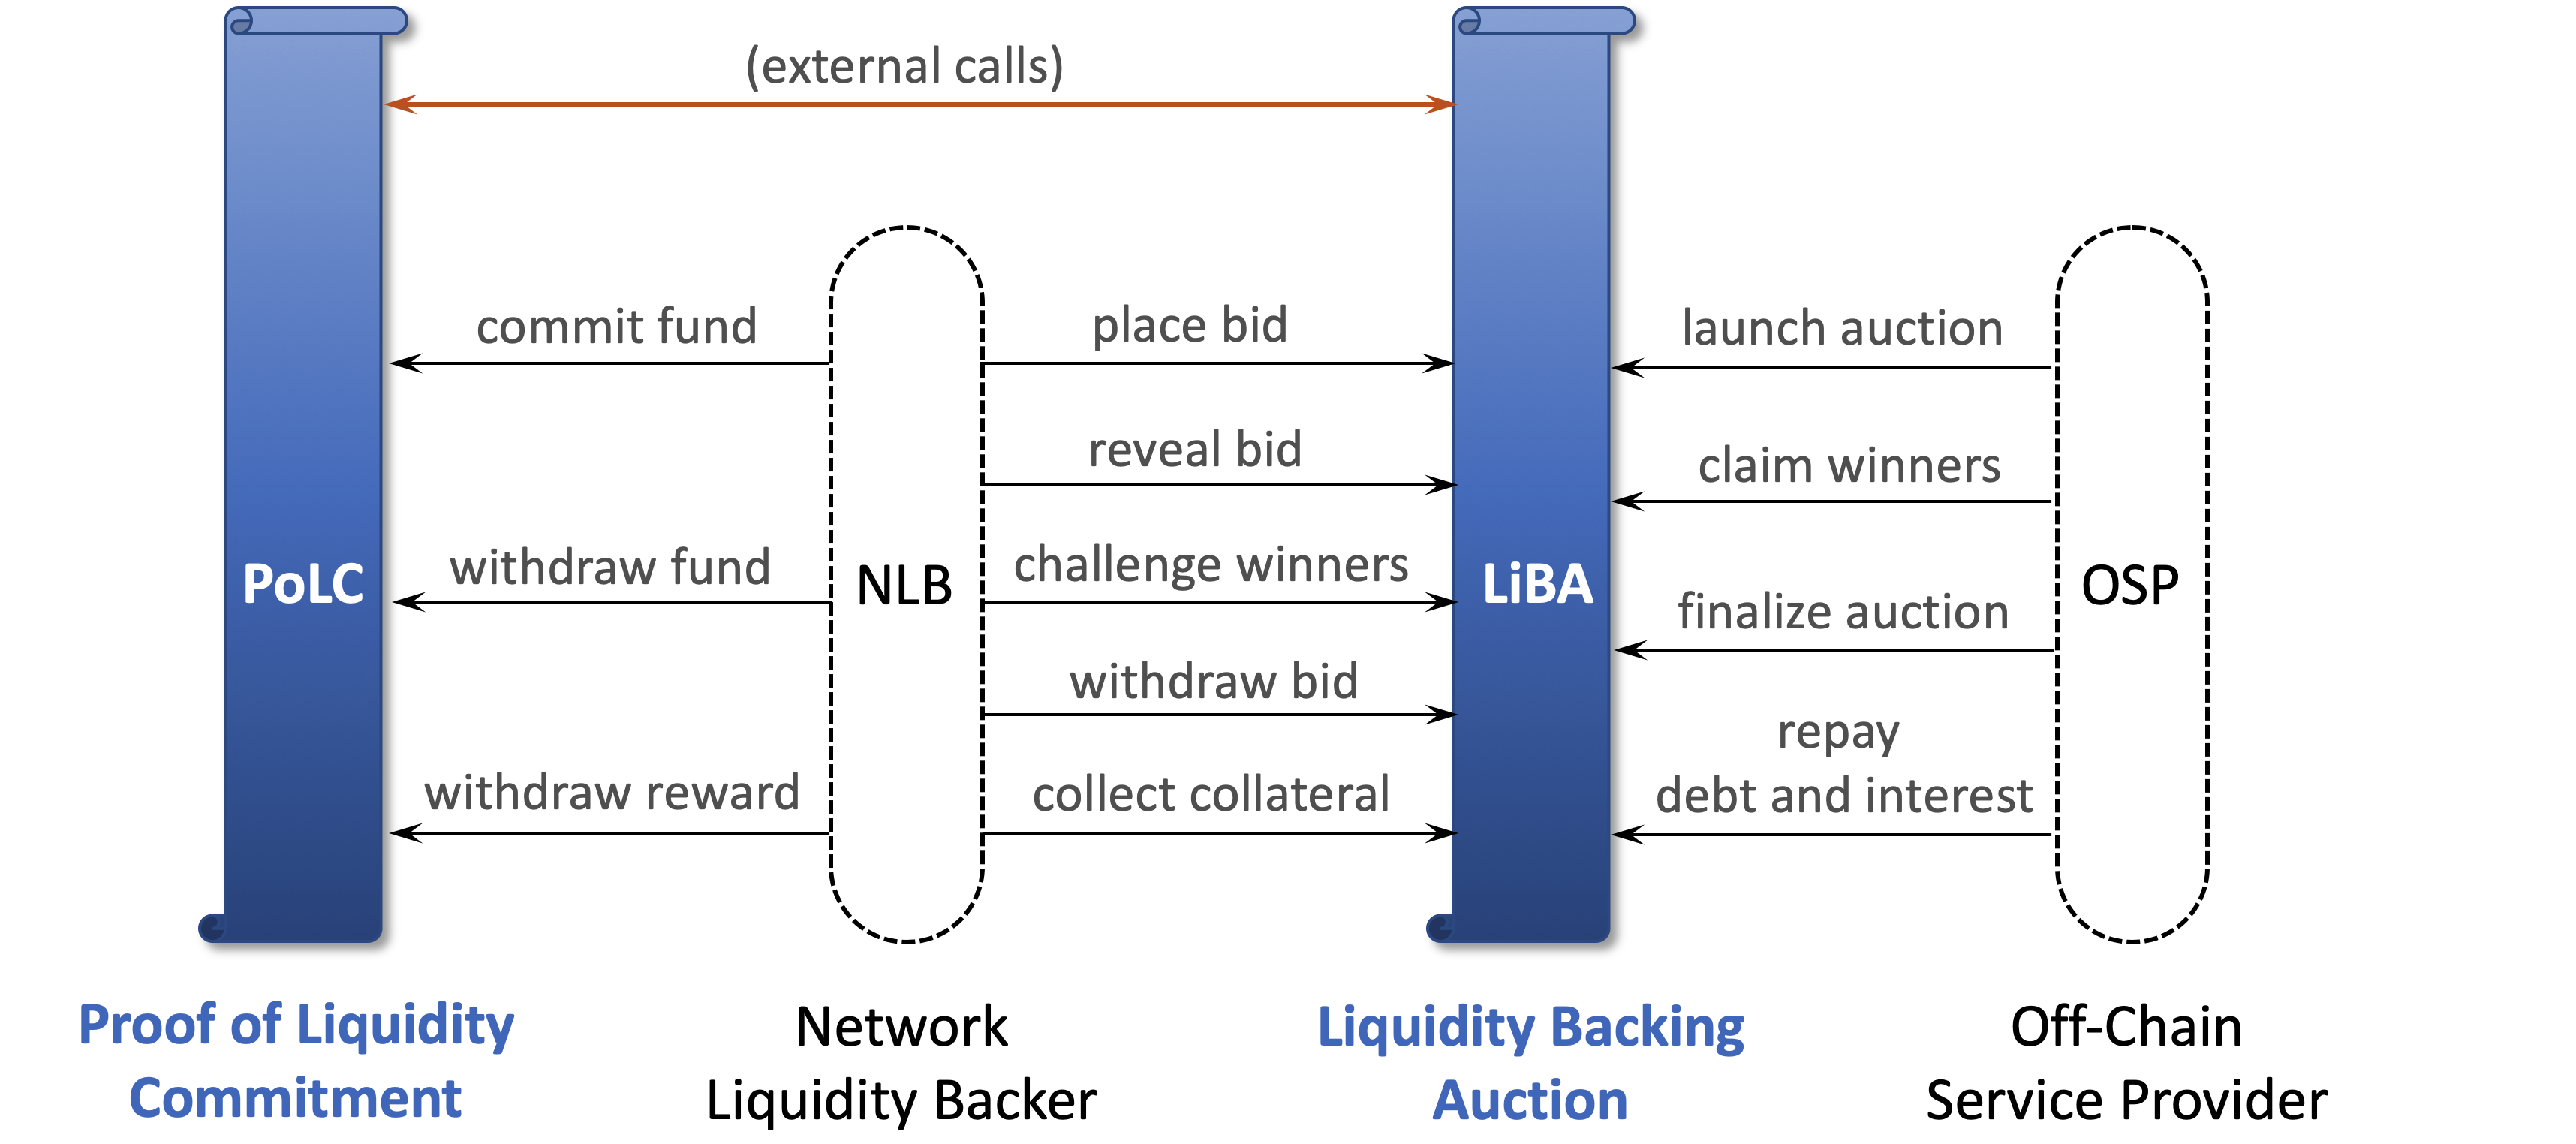 (external calls)
commit fund
place bid
launch auction
reveal bid
claim winners
withdraw fund
challenge winners
PoLC
NLB
LiBA
OSP
finalize auction
withdraw bid
repay
debt and interest
withdraw reward
collect collateral
Proof of Liquidity
Commitment
Network
Liquidity Backer
Liquidity Backing
Auction
Off-Chain
Service Provider